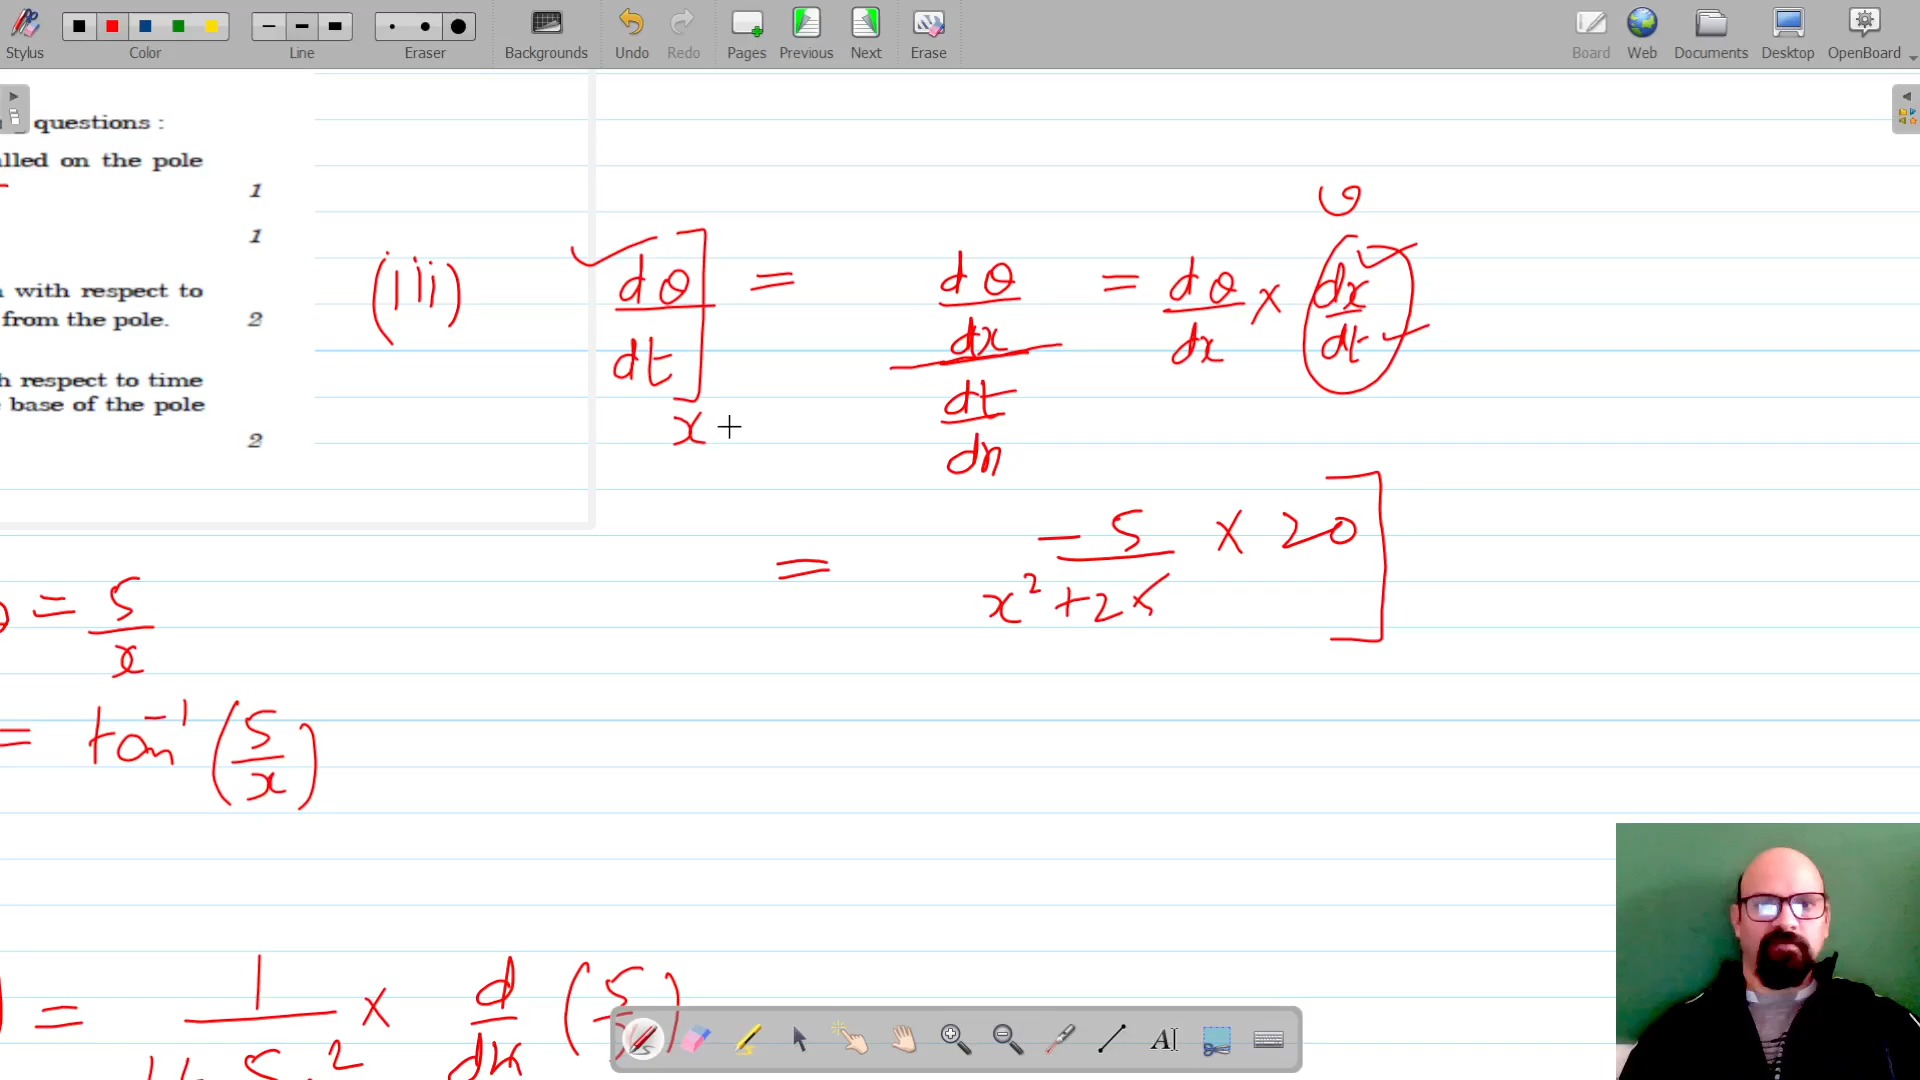 Stylus Color Line Eraser Backgrounds Undo Redo Pages Previous Next Erase Board Web Documents Desktop OpenBoard
questions :
alled on the pole
1
1
with respect to
from the pole. 2
h respect to time
base of the pole
2
(iii) dθ/dt] x = dθ/dx / dt/dx = dθ/dx × dx/dt
= -5/x² + 25 × 20]
= 5/x
= tan⁻¹ (5/x)
= 1/ × d/dx (5/